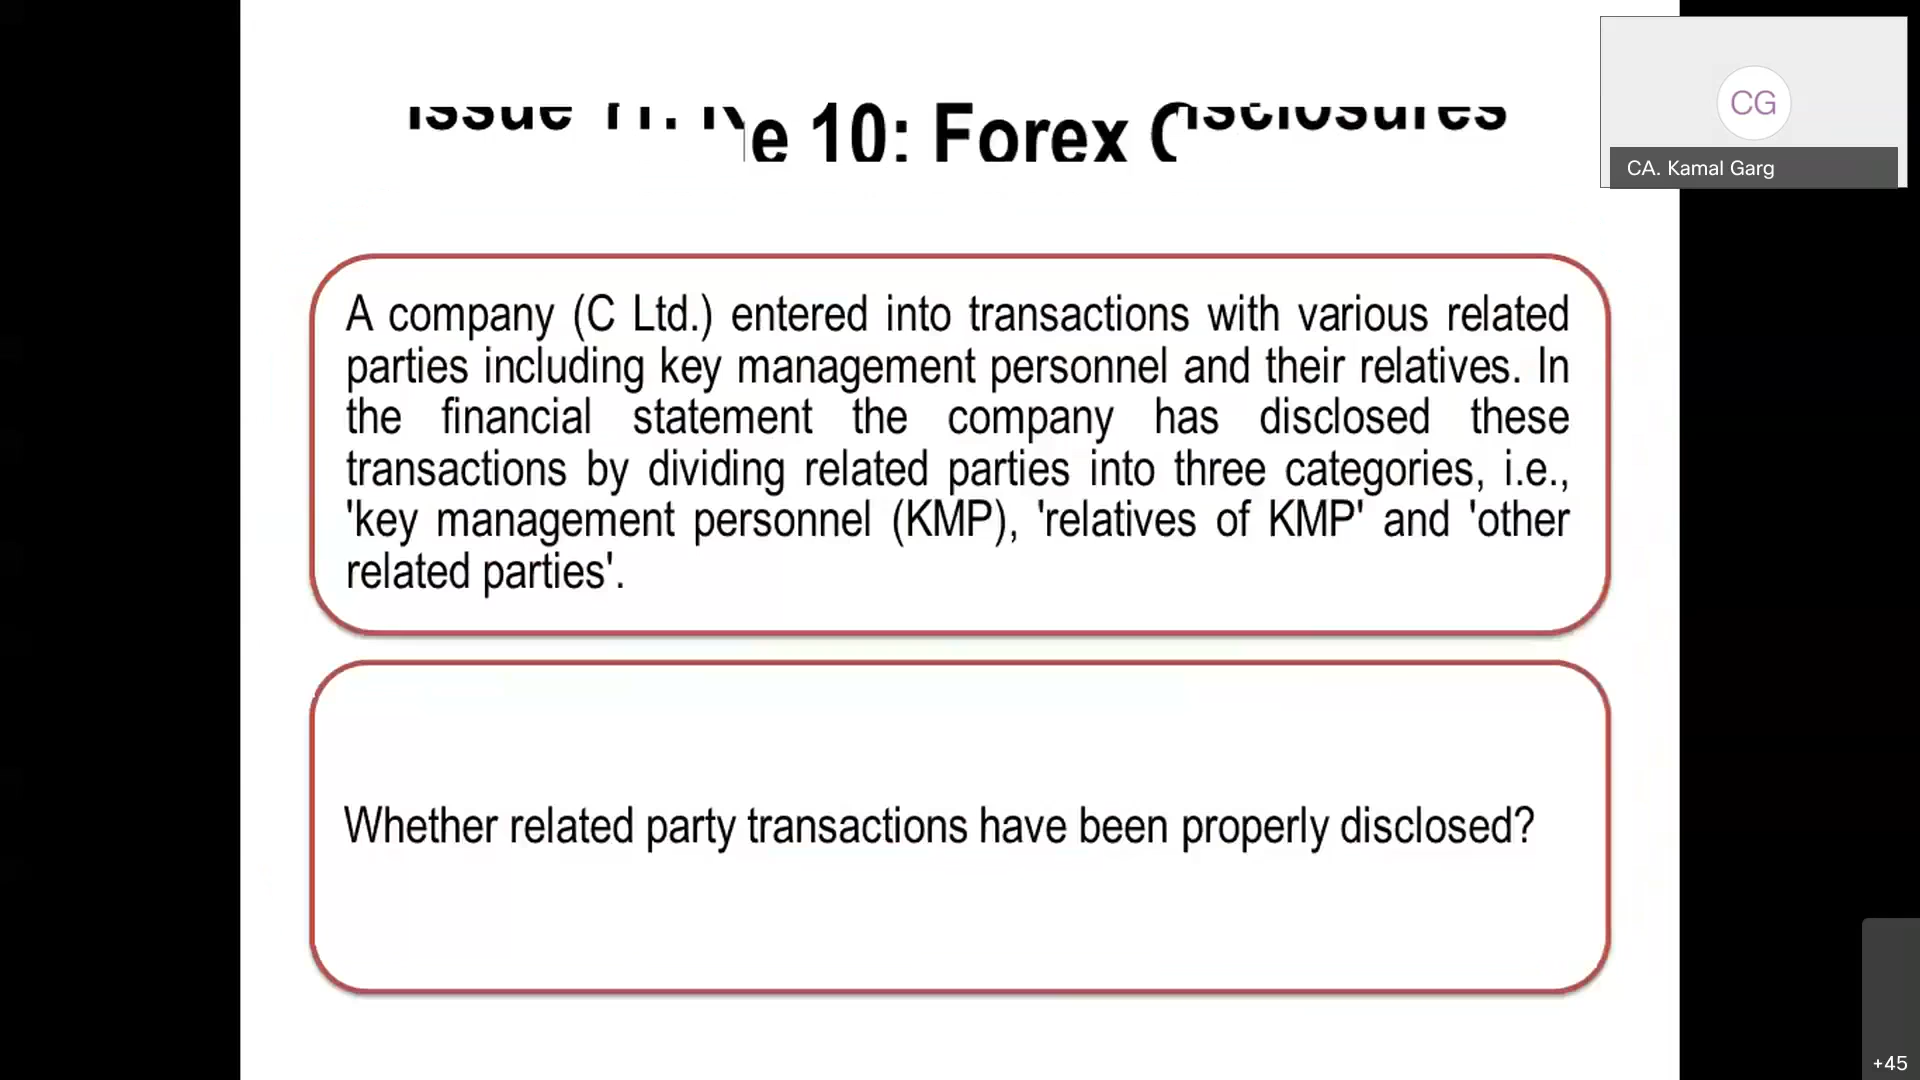 Issue 11: 
e 10: Forex
isclosures
CG
CA. Kamal Garg
A company (C Ltd.) entered into transactions with various related
parties including key management personnel and their relatives. In
the financial statement the company has disclosed these
transactions by dividing related parties into three categories, i.e.,
'key management personnel (KMP), 'relatives of KMP' and 'other
related parties'.
Whether related party transactions have been properly disclosed?
+45